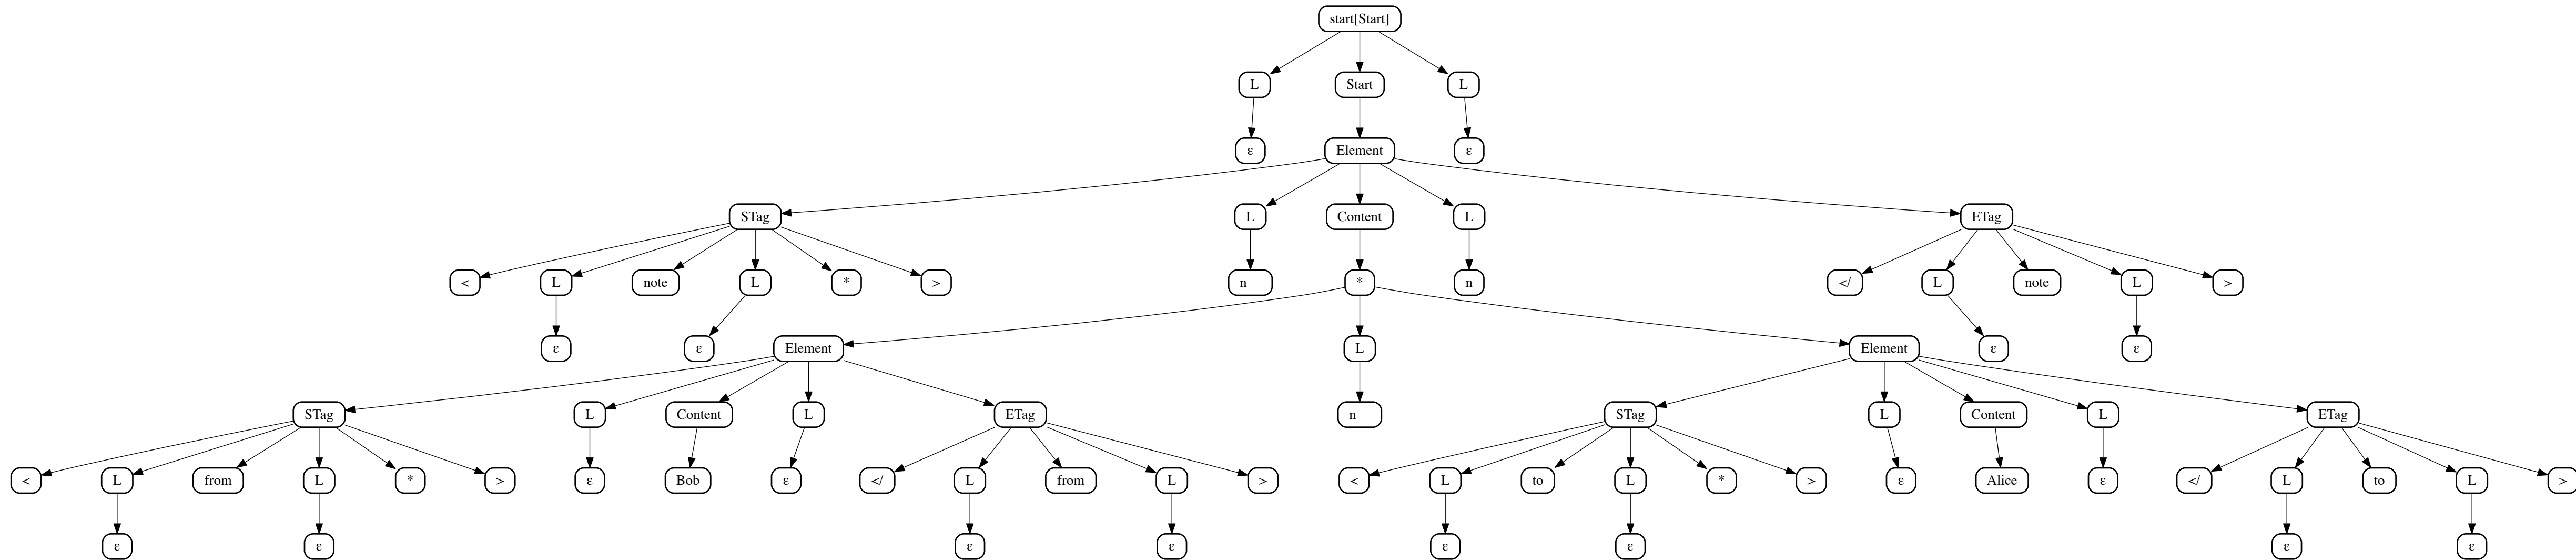 start[Start]
L Start L
ε Element ε
STag L Content L ETag
< L note L * > n * n </ L note L >
ε ε Element L Element ε ε
STag L Content L ETag n STag L Content L ETag
< L from L * > ε Bob ε </ L from L > < L to L * > ε Alice ε </ L to L >
ε ε ε ε ε ε ε ε